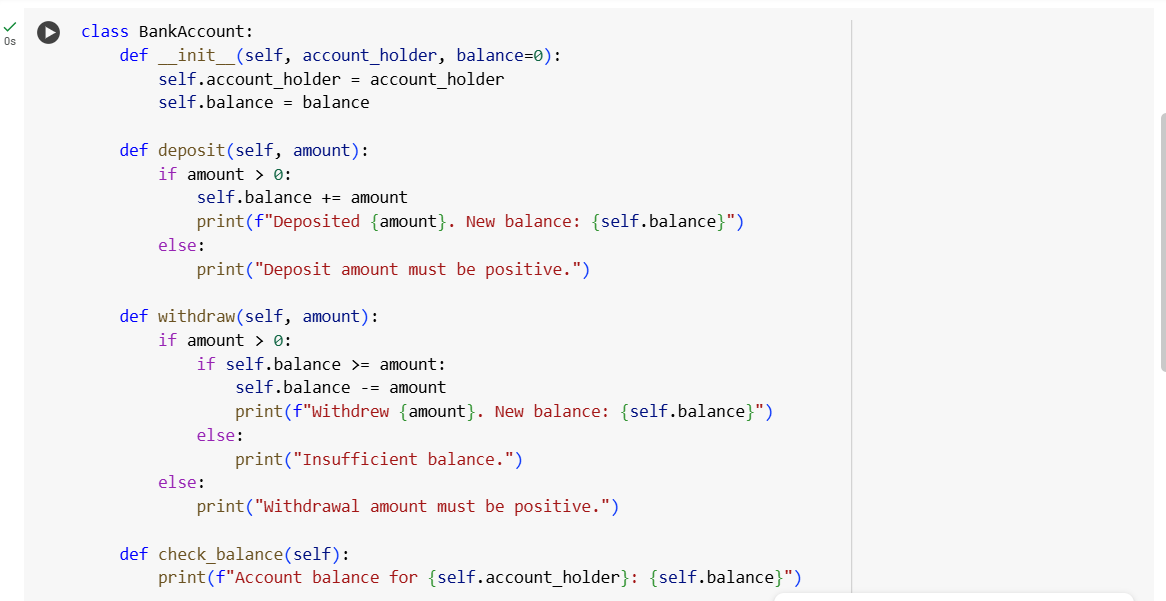 0s
class BankAccount:
    def __init__(self, account_holder, balance=0):
        self.account_holder = account_holder
        self.balance = balance

    def deposit(self, amount):
        if amount > 0:
            self.balance += amount
            print(f"Deposited {amount}. New balance: {self.balance}")
        else:
            print("Deposit amount must be positive.")

    def withdraw(self, amount):
        if amount > 0:
            if self.balance >= amount:
                self.balance -= amount
                print(f"Withdrew {amount}. New balance: {self.balance}")
            else:
                print("Insufficient balance.")
        else:
            print("Withdrawal amount must be positive.")

    def check_balance(self):
        print(f"Account balance for {self.account_holder}: {self.balance}")